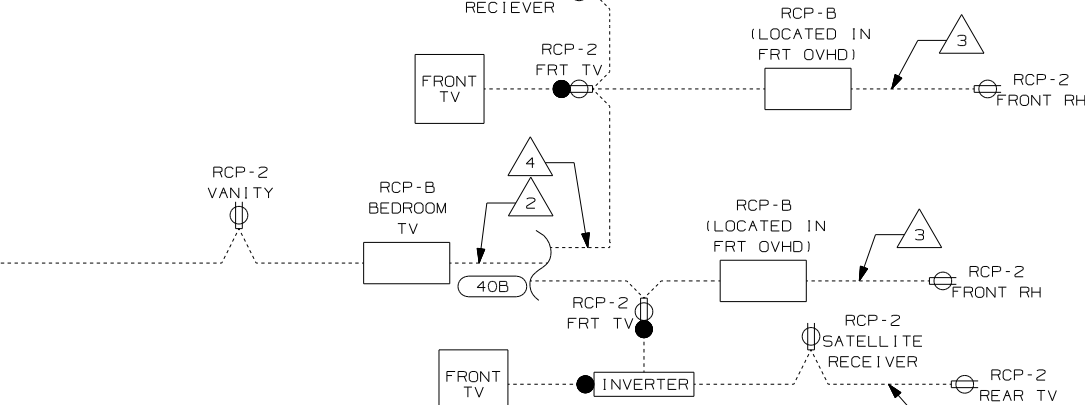 RECIEVER
RCP-B
(LOCATED IN
FRT OVHD)
3
RCP-2
FRT TV
FRONT
TV
RCP-2
FRONT RH
4
RCP-2
VANITY
RCP-B
BEDROOM
TV
2
40B
RCP-B
(LOCATED IN
FRT OVHD)
3
RCP-2
FRONT RH
RCP-2
FRT TV
RCP-2
SATELLITE
RECEIVER
FRONT
TV
INVERTER
RCP-2
REAR TV